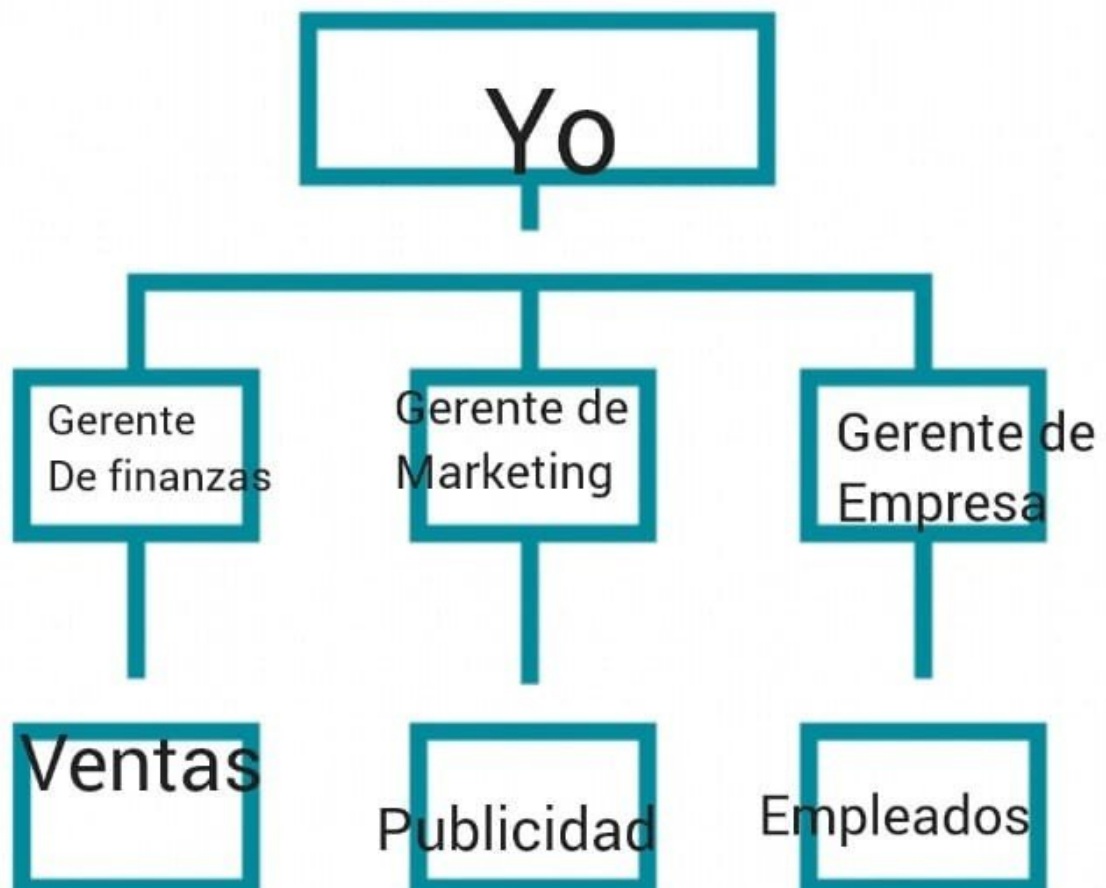 Yo
Gerente
De finanzas
Gerente de
Marketing
Gerente de
Empresa
Ventas
Publicidad
Empleados